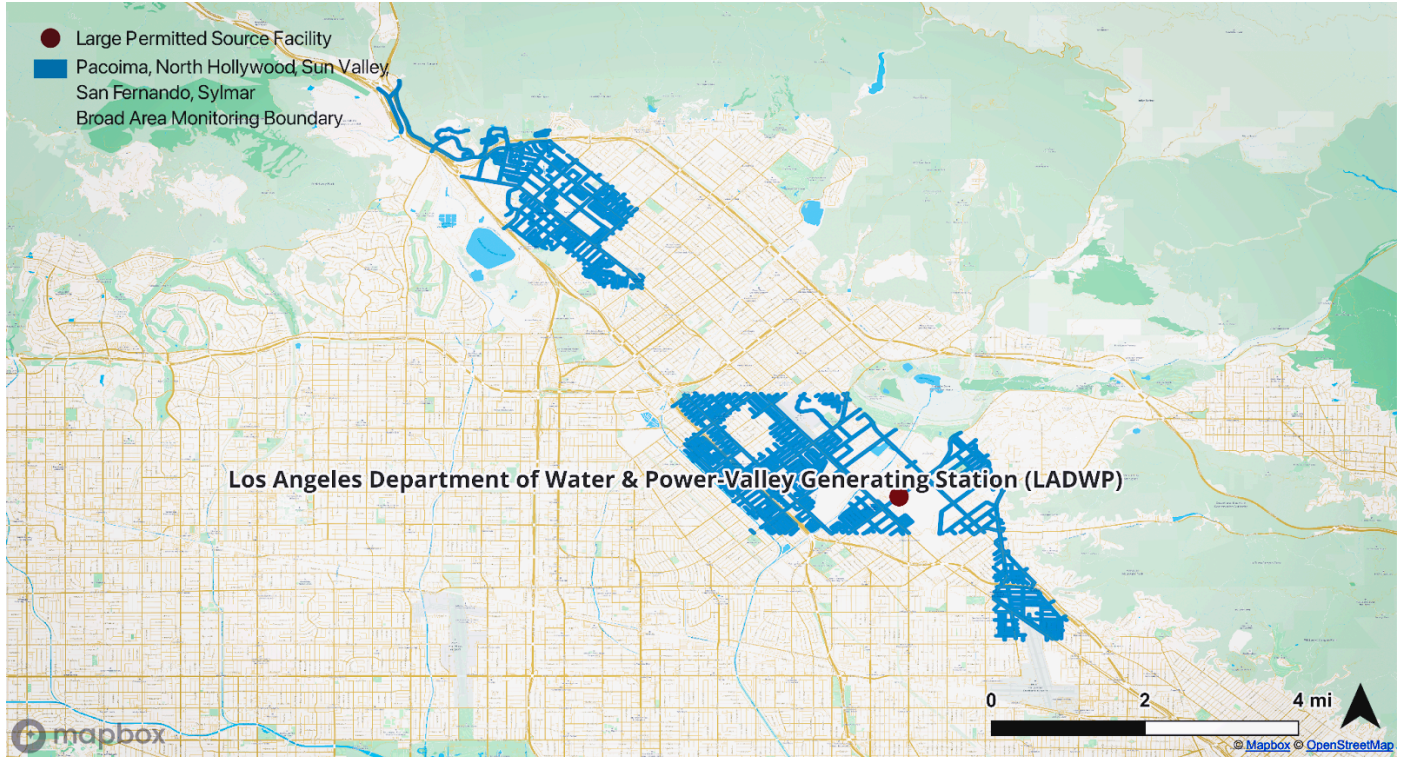 Large Permitted Source Facility
Pacoima, North Hollywood, Sun Valley,
San Fernando, Sylmar
Broad Area Monitoring Boundary
Los Angeles Department of Water & Power-Valley Generating Station (LADWP)
0 2 4 mi
mapbox
© Mapbox © OpenStreetMap